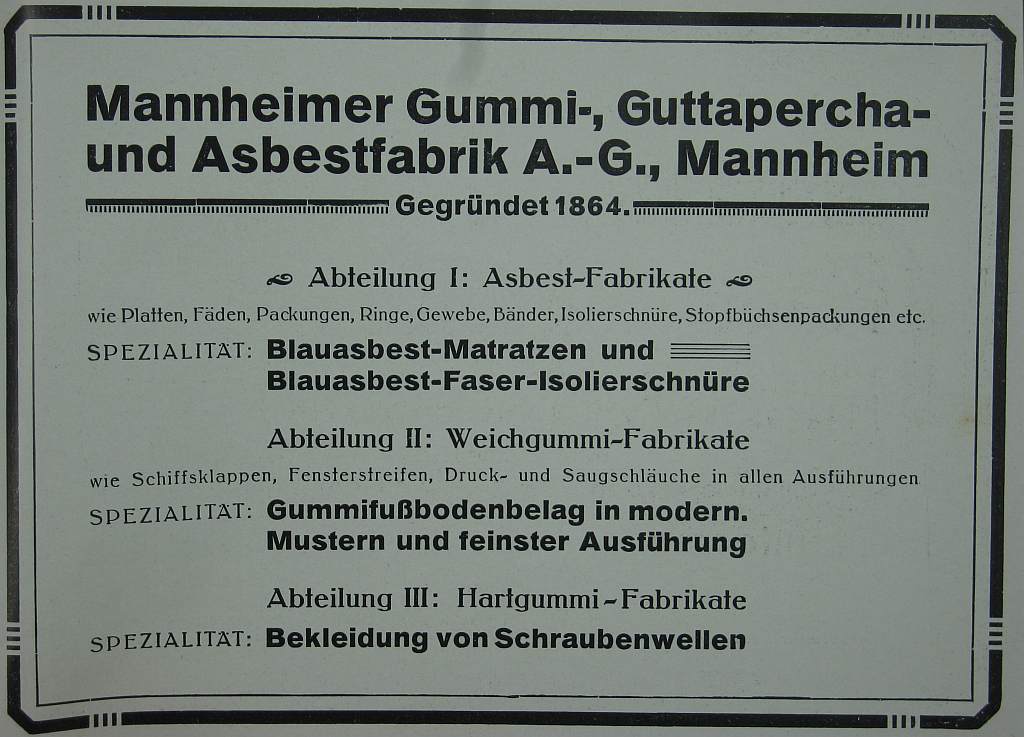 Mannheimer Gummi-, Guttapercha-
und Asbestfabrik A.-G., Mannheim
Gegründet 1864.
Abteilung I: Asbest-Fabrikate
wie Platten, Fäden, Packungen, Ringe, Gewebe, Bänder, Isolierschnüre, Stopfbüchsenpackungen etc.
SPEZIALITÄT: Blauasbest-Matratzen und
Blauasbest-Faser-Isolierschnüre
Abteilung II: Weichgummi-Fabrikate
wie Schiffsklappen, Fensterstreifen, Druck- und Saugschläuche in allen Ausführungen
SPEZIALITÄT: Gummifußbodenbelag in modern.
Mustern und feinster Ausführung
Abteilung III: Hartgummi-Fabrikate
SPEZIALITÄT: Bekleidung von Schraubenwellen